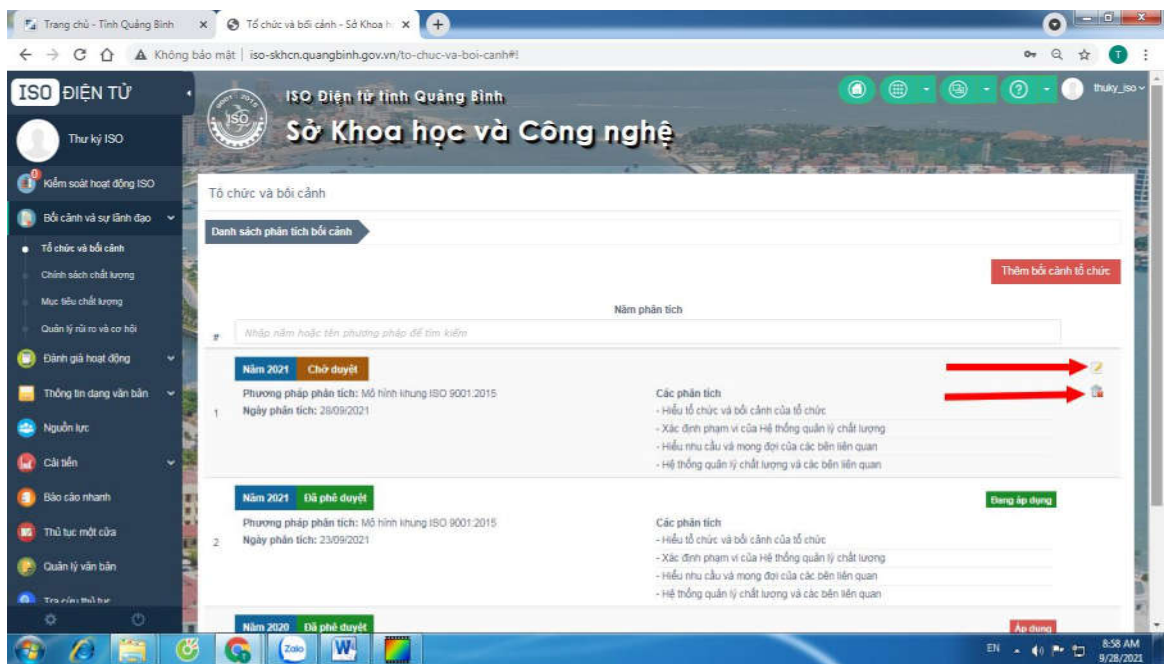 Trang chủ - Tỉnh Quảng Bình
Tổ chức và bối cảnh - Sở Khoa h
Không bảo mật
iso-skhcn.quangbinh.gov.vn/to-chuc-va-boi-canh#!
T
ISO ĐIỆN TỬ
ISO Điện tử tỉnh Quảng Bình
Sở Khoa học và Công nghệ
thuky_iso
Thư ký ISO
0
Kiểm soát hoạt động ISO
Bối cảnh và sự lãnh đạo
Tổ chức và bối cảnh
Chính sách chất lượng
Mục tiêu chất lượng
Quản lý rủi ro và cơ hội
Đánh giá hoạt động
Thông tin dạng văn bản
Nguồn lực
Cải tiến
Báo cáo nhanh
Thủ tục một cửa
Quản lý văn bản
Tra cứu thủ tục
Tổ chức và bối cảnh
Danh sách phân tích bối cảnh
Thêm bối cảnh tổ chức
Năm phân tích
#
Nhập năm hoặc tên phương pháp để tìm kiếm
Năm 2021 Chờ duyệt
1
Phương pháp phân tích: Mô hình khung ISO 9001:2015
Ngày phân tích: 28/09/2021
Các phân tích
- Hiểu tổ chức và bối cảnh của tổ chức
- Xác định phạm vi của Hệ thống quản lý chất lượng
- Hiểu nhu cầu và mong đợi của các bên liên quan
- Hệ thống quản lý chất lượng và các bên liên quan
Năm 2021 Đã phê duyệt
Đang áp dụng
2
Phương pháp phân tích: Mô hình khung ISO 9001:2015
Ngày phân tích: 23/09/2021
Các phân tích
- Hiểu tổ chức và bối cảnh của tổ chức
- Xác định phạm vi của Hệ thống quản lý chất lượng
- Hiểu nhu cầu và mong đợi của các bên liên quan
- Hệ thống quản lý chất lượng và các bên liên quan
Năm 2020 Đã phê duyệt
Áp dụng
Zalo
W
EN
8:58 AM
9/28/2021